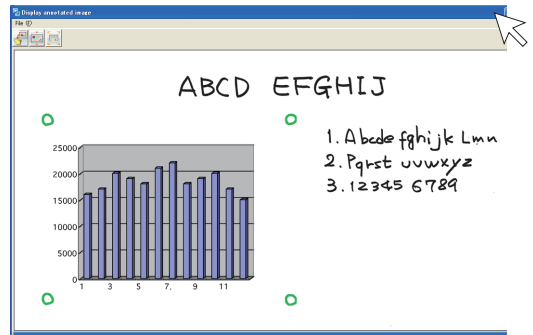 Display annotated image
File (F)
ABCD EFGHIJ
1. Abcde fghijk Lmn
2. Pqrst uvwxyz
3. 12345 6789
25000
20000
15000
10000
5000
0
1 3 5 7. 9 11